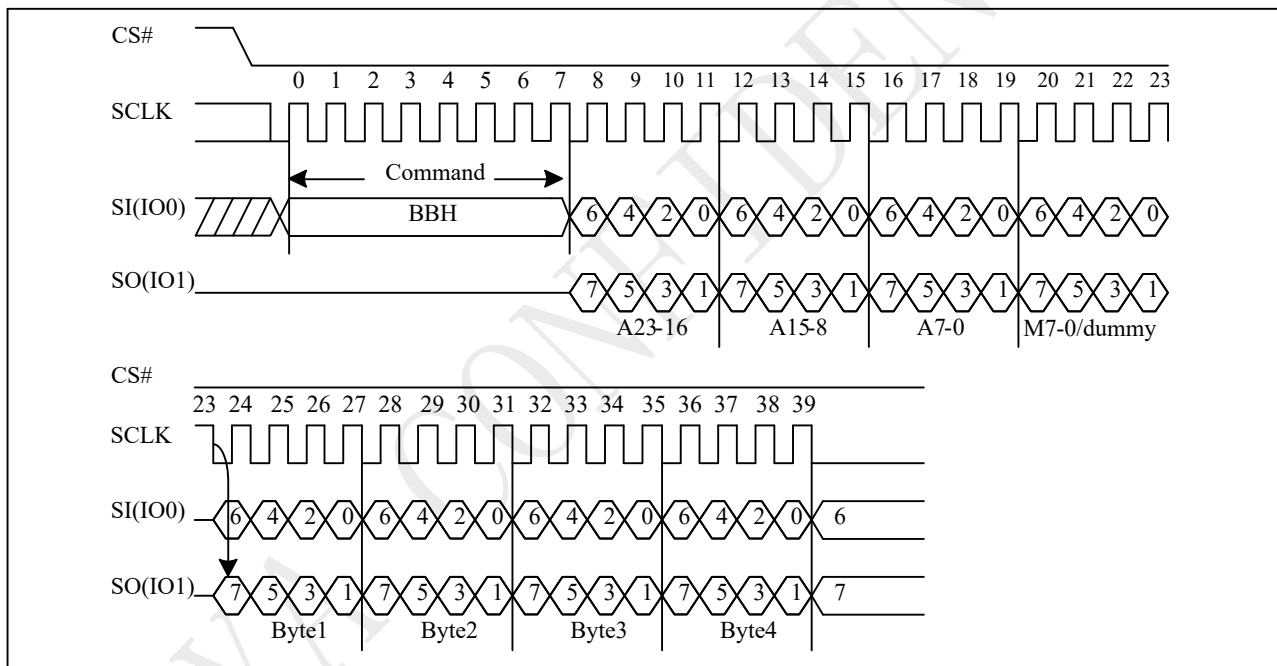 CS#
0 1 2 3 4 5 6 7 8 9 10 11 12 13 14 15 16 17 18 19 20 21 22 23
SCLK
Command
SI(IO0) BBH 6 4 2 0 6 4 2 0 6 4 2 0 6 4 2 0
SO(IO1) 7 5 3 1 7 5 3 1 7 5 3 1 7 5 3 1
A23-16 A15-8 A7-0 M7-0/dummy
CS#
23 24 25 26 27 28 29 30 31 32 33 34 35 36 37 38 39
SCLK
SI(IO0) 6 4 2 0 6 4 2 0 6 4 2 0 6 4 2 0 6
SO(IO1) 7 5 3 1 7 5 3 1 7 5 3 1 7 5 3 1 7
Byte1 Byte2 Byte3 Byte4